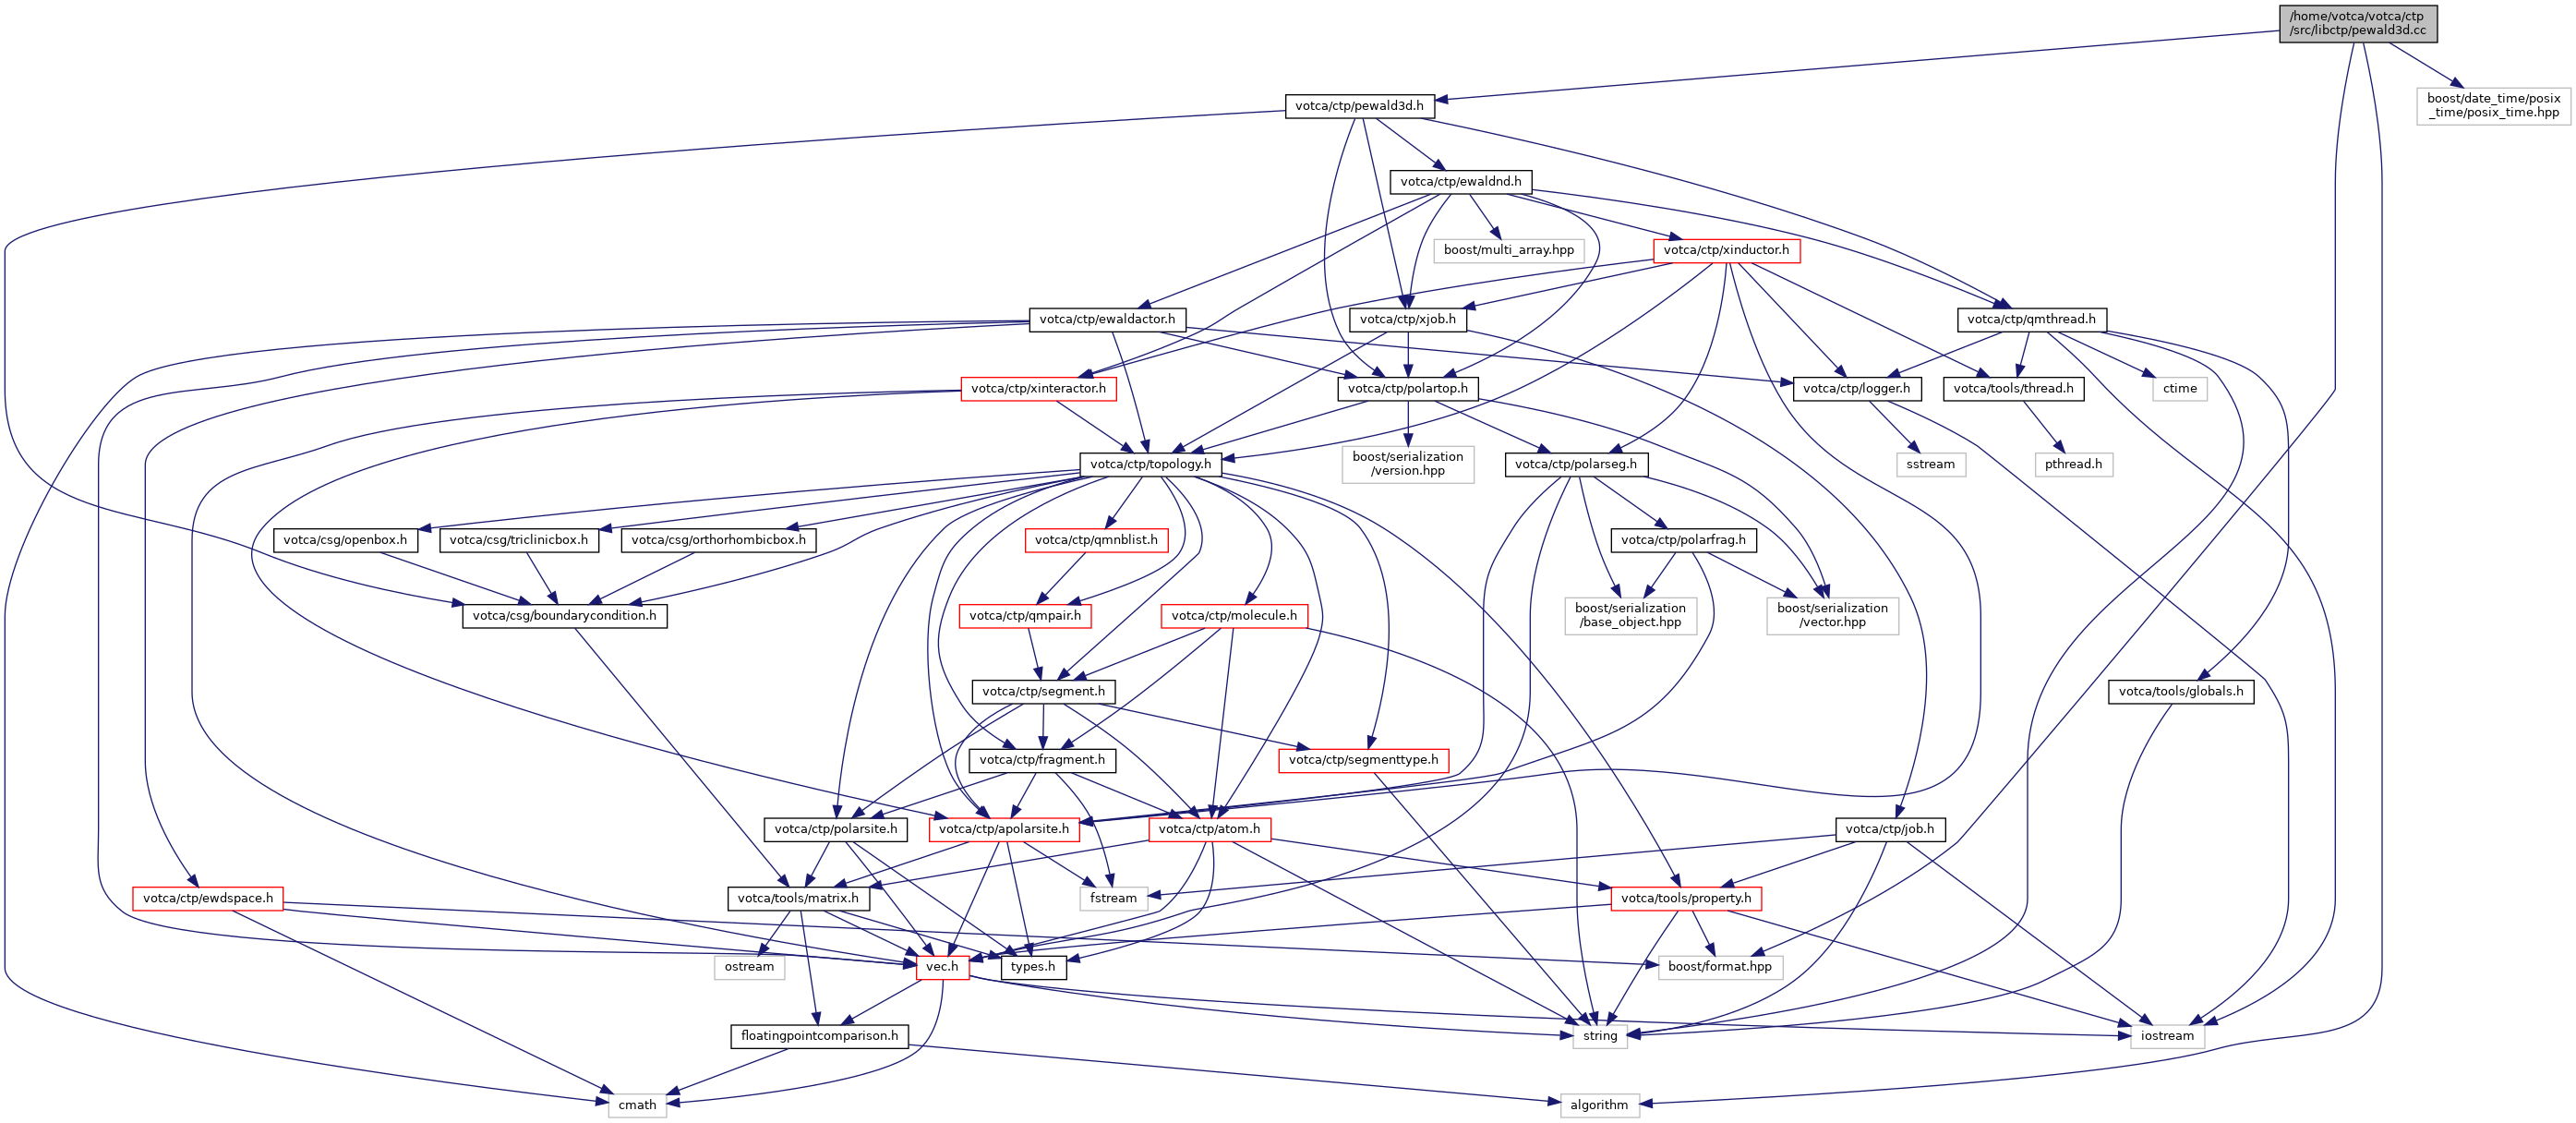 /home/votca/votca/ctp
/src/libctp/pewald3d.cc
votca/ctp/pewald3d.h
boost/date_time/posix
_time/posix_time.hpp
votca/ctp/ewaldnd.h
boost/multi_array.hpp
votca/ctp/xinductor.h
votca/ctp/ewaldactor.h
votca/ctp/xjob.h
votca/ctp/qmthread.h
votca/ctp/xinteractor.h
votca/ctp/polartop.h
votca/ctp/logger.h
votca/tools/thread.h
ctime
votca/ctp/topology.h
boost/serialization
/version.hpp
votca/ctp/polarseg.h
sstream
pthread.h
votca/csg/openbox.h
votca/csg/triclinicbox.h
votca/csg/orthorhombicbox.h
votca/ctp/qmnblist.h
votca/ctp/polarfrag.h
votca/csg/boundarycondition.h
votca/ctp/qmpair.h
votca/ctp/molecule.h
boost/serialization
/base_object.hpp
boost/serialization
/vector.hpp
votca/ctp/segment.h
votca/tools/globals.h
votca/ctp/fragment.h
votca/ctp/segmenttype.h
votca/ctp/polarsite.h
votca/ctp/apolarsite.h
votca/ctp/atom.h
votca/ctp/job.h
votca/ctp/ewdspace.h
votca/tools/matrix.h
fstream
votca/tools/property.h
ostream
vec.h
types.h
boost/format.hpp
floatingpointcomparison.h
string
iostream
cmath
algorithm